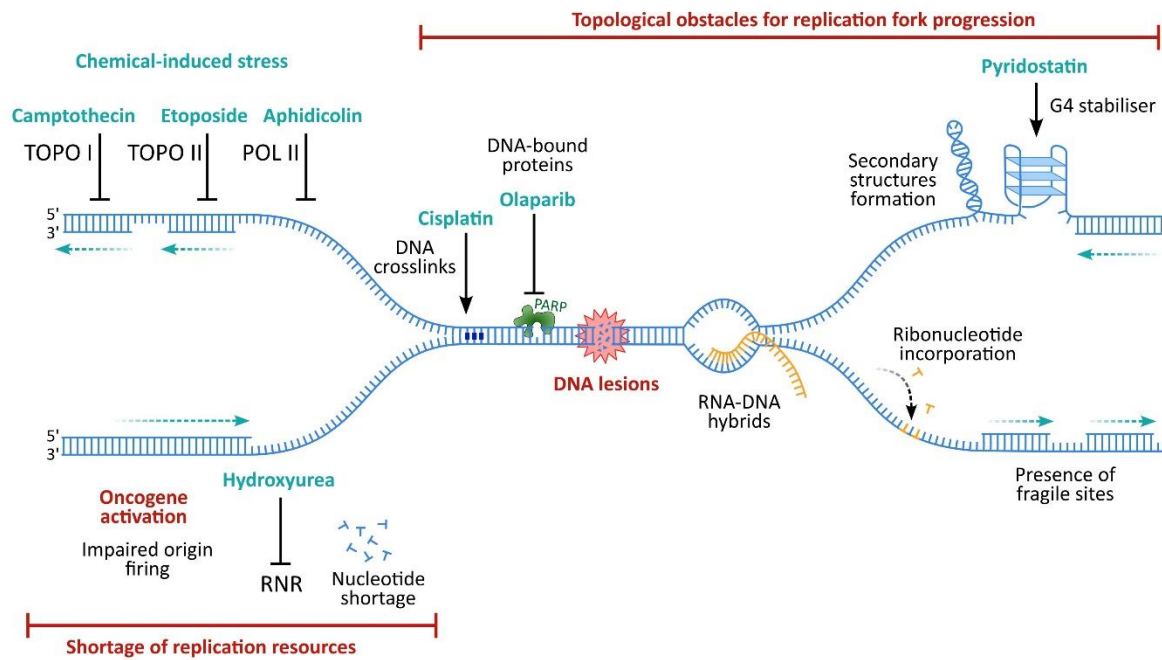 Topological obstacles for replication fork progression
Chemical-induced stress
Camptothecin
Etoposide
Aphidicolin
TOPO I
TOPO II
POL II
5'
3'
DNA-bound
proteins
Olaparib
Cisplatin
DNA
crosslinks
PARP
DNA lesions
RNA-DNA
hybrids
Pyridostatin
G4 stabiliser
Secondary
structures
formation
Ribonucleotide
incorporation
Presence of
fragile sites
5'
3'
Oncogene
activation
Impaired origin
firing
Hydroxyurea
RNR
Nucleotide
shortage
Shortage of replication resources